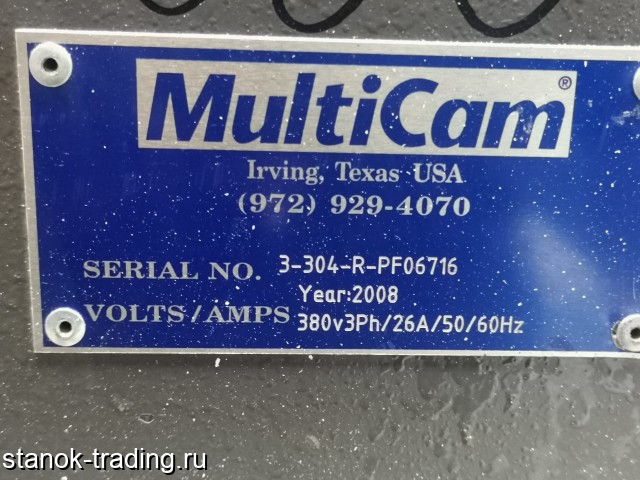 MultiCam®
Irving, Texas USA
(972) 929-4070
SERIAL NO. 3-304-R-PF06716
Year:2008
VOLTS/AMPS 380v3Ph/26A/50/60Hz
stanok-trading.ru